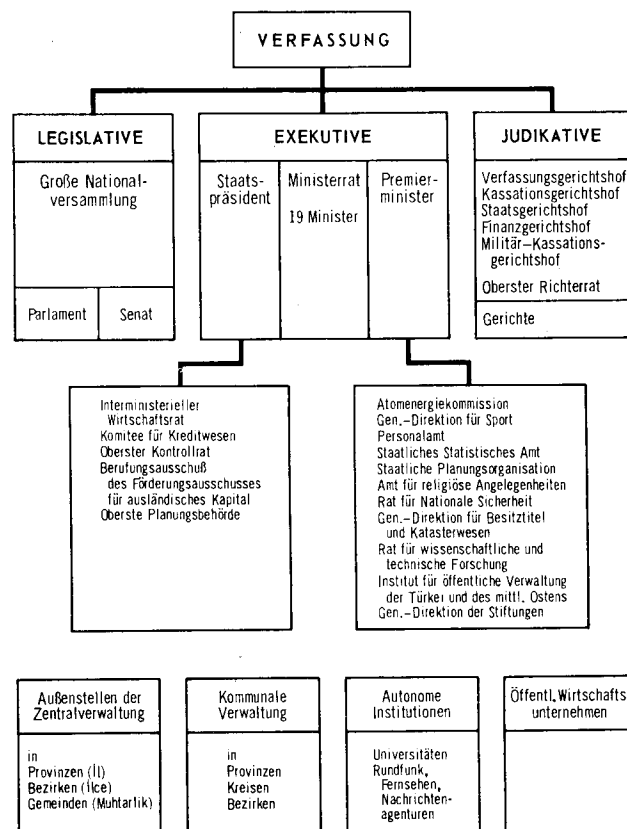 VERFASSUNG
LEGISLATIVE
Große National-
versammlung
Parlament
Senat
EXEKUTIVE
Staats-
präsident
Ministerrat
19 Minister
Premier-
minister
JUDIKATIVE
Verfassungsgerichtshof
Kassationsgerichtshof
Staatsgerichtshof
Finanzgerichtshof
Militär-Kassations-
gerichtshof
Oberster Richterrat
Gerichte
Interministerieller
Wirtschaftsrat
Komitee für Kreditwesen
Oberster Kontrollrat
Berufungsausschuß
des Förderungsausschusses
für ausländisches Kapital
Oberste Planungsbehörde
Atomenergiekommission
Gen.-Direktion für Sport
Personalamt
Staatliches Statistisches Amt
Staatliche Planungsorganisation
Amt für religiöse Angelegenheiten
Rat für Nationale Sicherheit
Gen.-Direktion für Besitztitel
und Katasterwesen
Rat für wissenschaftliche und
technische Forschung
Institut für öffentliche Verwaltung
der Türkei und des mittl. Ostens
Gen.-Direktion der Stiftungen
Außenstellen der
Zentralverwaltung
in
Provinzen (İl)
Bezirken (İlce)
Gemeinden (Muhtarlik)
Kommunale
Verwaltung
in
Provinzen
Kreisen
Bezirken
Autonome
Institutionen
Universitäten
Rundfunk,
Fernsehen,
Nachrichten-
agenturen
Öffentl. Wirtschafts
unternehmen